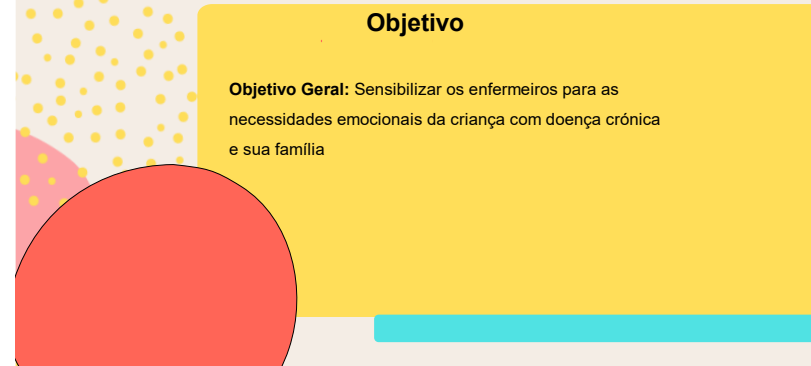 Objetivo
Objetivo Geral: Sensibilizar os enfermeiros para as
necessidades emocionais da criança com doença crónica
e sua família